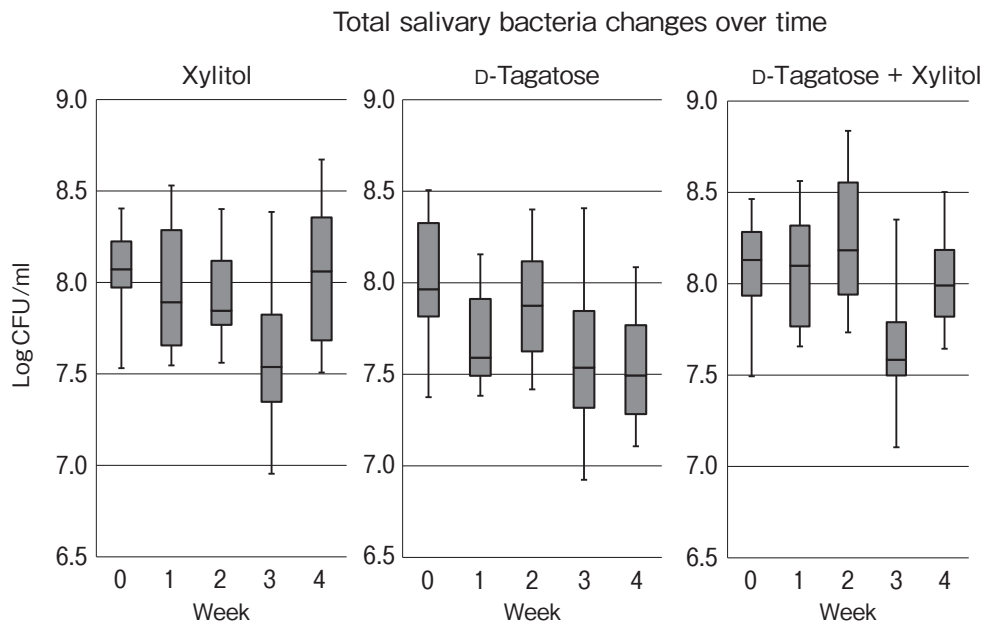 Total salivary bacteria changes over time
Xylitol
D-Tagatose
D-Tagatose + Xylitol
Log CFU/ml
9.0
8.5
8.0
7.5
7.0
6.5
0 1 2 3 4
Week
9.0
8.5
8.0
7.5
7.0
6.5
0 1 2 3 4
Week
9.0
8.5
8.0
7.5
7.0
6.5
0 1 2 3 4
Week